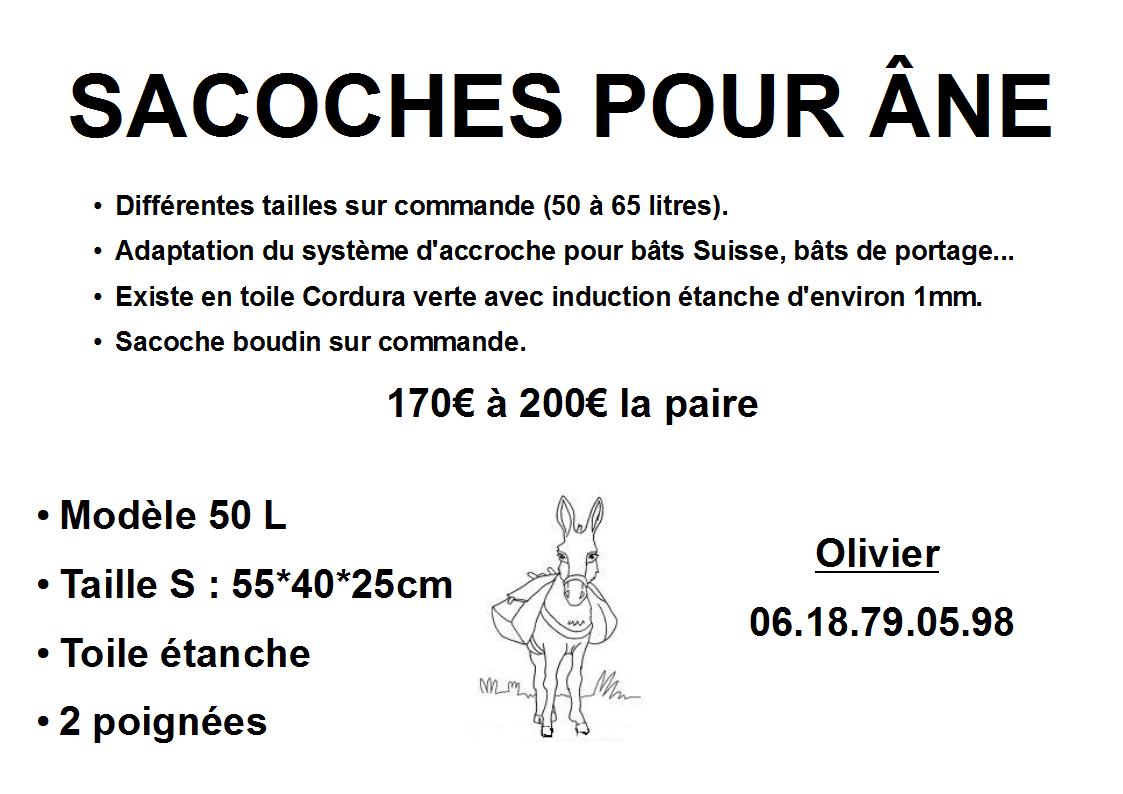 SACOCHES POUR ÂNE
• Différentes tailles sur commande (50 à 65 litres).
• Adaptation du système d'accroche pour bâts Suisse, bâts de portage...
• Existe en toile Cordura verte avec induction étanche d'environ 1mm.
• Sacoche boudin sur commande.
170€ à 200€ la paire
• Modèle 50 L
• Taille S : 55*40*25cm
• Toile étanche
• 2 poignées
Olivier
06.18.79.05.98